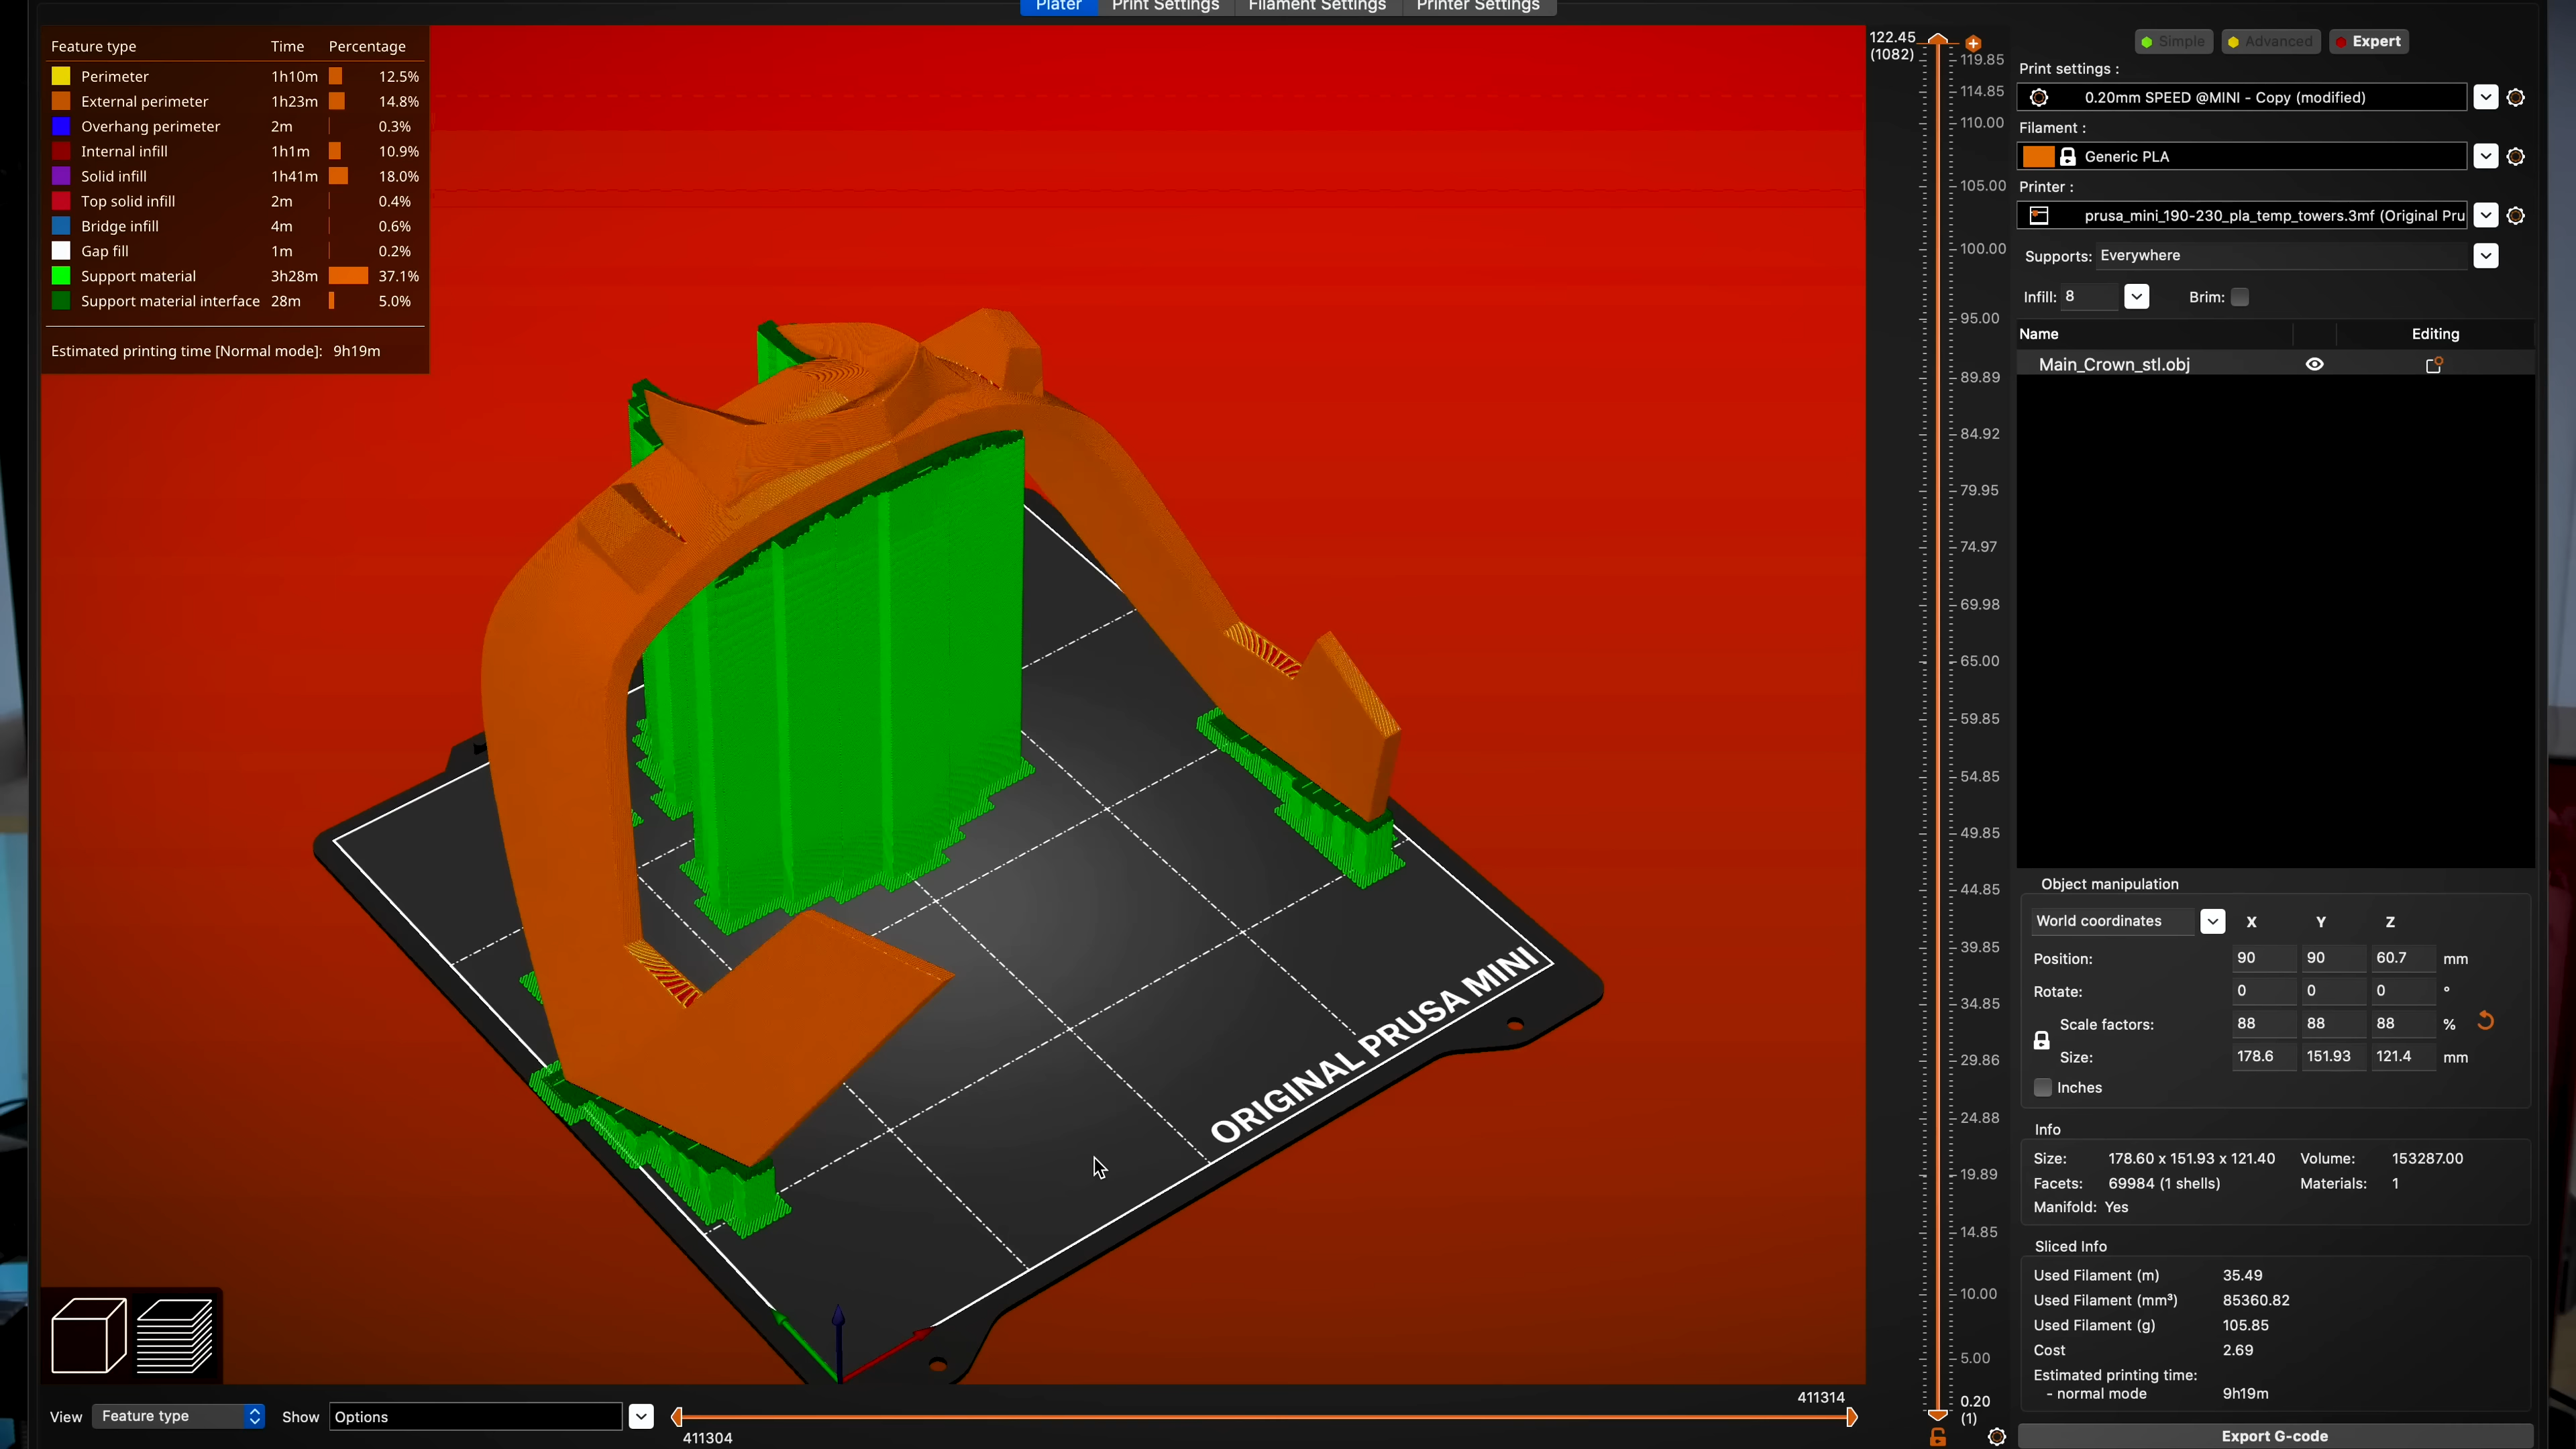 Plater Print Settings Filament Settings Printer Settings
Feature type Time Percentage
Perimeter 1h10m 12.5%
External perimeter 1h23m 14.8%
Overhang perimeter 2m 0.3%
Internal infill 1h1m 10.9%
Solid infill 1h41m 18.0%
Top solid infill 2m 0.4%
Bridge infill 4m 0.6%
Gap fill 1m 0.2%
Support material 3h28m 37.1%
Support material interface 28m 5.0%
Estimated printing time [Normal mode]: 9h19m
ORIGINAL PRUSA MINI
View Feature type Show Options
411314
411304
122.45
(1082)
119.85
114.85
110.00
105.00
100.00
95.00
89.89
84.92
79.95
74.97
69.98
65.00
59.85
54.85
49.85
44.85
39.85
34.85
29.86
24.88
19.89
14.85
10.00
5.00
0.20
(1)
Simple Advanced Expert
Print settings :
0.20mm SPEED @MINI - Copy (modified)
Filament :
Generic PLA
Printer :
prusa_mini_190-230_pla_temp_towers.3mf (Original Pru
Supports: Everywhere
Infill: 8 Brim:
Name Editing
Main_Crown_stl.obj
Object manipulation
World coordinates X Y Z
Position: 90 90 60.7 mm
Rotate: 0 0 0 °
Scale factors: 88 88 88 %
Size: 178.6 151.93 121.4 mm
Inches
Info
Size: 178.60 x 151.93 x 121.40 Volume: 153287.00
Facets: 69984 (1 shells) Materials: 1
Manifold: Yes
Sliced Info
Used Filament (m) 35.49
Used Filament (mm³) 85360.82
Used Filament (g) 105.85
Cost 2.69
Estimated printing time:
- normal mode 9h19m
Export G-code